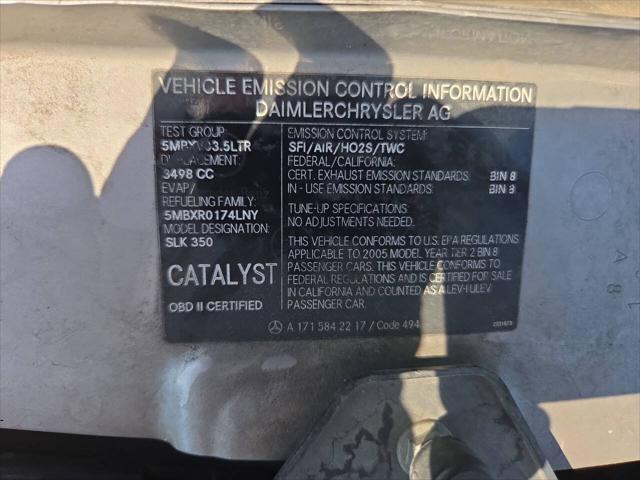 VEHICLE EMISSION CONTROL INFORMATION
DAIMLERCHRYSLER AG
TEST GROUP:
5MBXV03.5LTR
DISPLACEMENT:
3498 CC
EVAP/
REFUELING FAMILY:
5MBXR0174LNY
MODEL DESIGNATION:
SLK 350
CATALYST
OBD II CERTIFIED
EMISSION CONTROL SYSTEM:
SFI/AIR/HO2S/TWC
FEDERAL/CALIFORNIA:
CERT. EXHAUST EMISSION STANDARDS: BIN 8
IN - USE EMISSION STANDARDS: BIN 8
TUNE-UP SPECIFICATIONS:
NO ADJUSTMENTS NEEDED.
THIS VEHICLE CONFORMS TO U.S. EPA REGULATIONS
APPLICABLE TO 2005 MODEL YEAR TIER 2 BIN 8
PASSENGER CARS. THIS VEHICLE CONFORMS TO
FEDERAL REGULATIONS AND IS CERTIFIED FOR SALE
IN CALIFORNIA AND COUNTED AS A LEV-I ULEV
PASSENGER CAR.
A 171 584 22 17 / Code 494